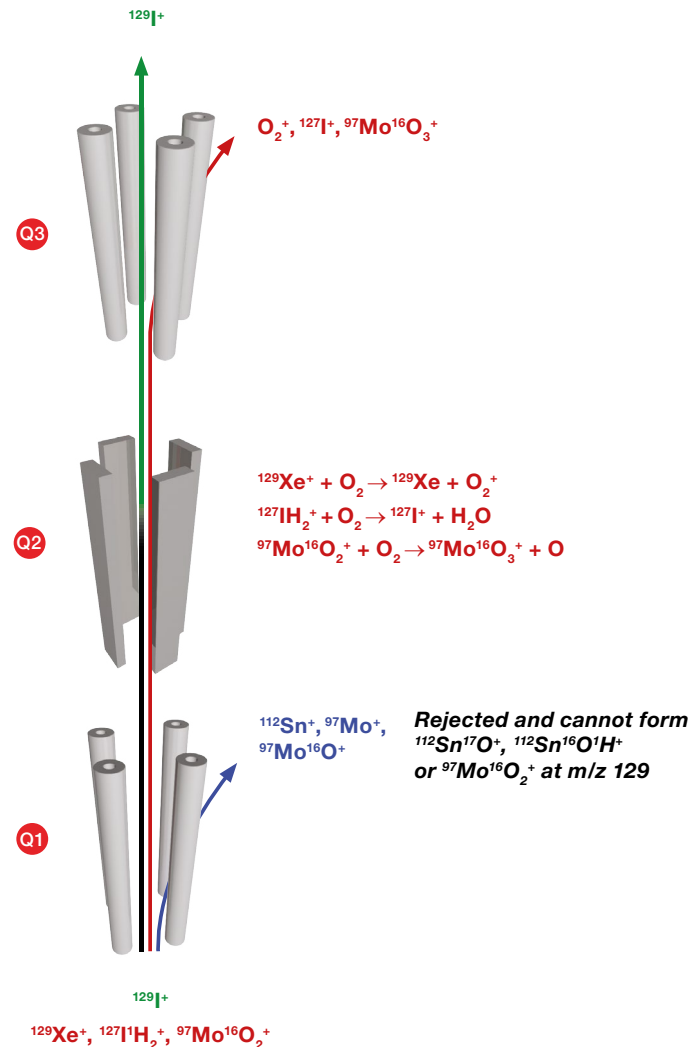 ¹²⁹I⁺
O₂⁺, ¹²⁷I⁺, ⁹⁷Mo¹⁶O₃⁺
Q3
¹²⁹Xe⁺ + O₂ → ¹²⁹Xe + O₂⁺
¹²⁷IH₂⁺ + O₂ → ¹²⁷I⁺ + H₂O
⁹⁷Mo¹⁶O₂⁺ + O₂ → ⁹⁷Mo¹⁶O₃⁺ + O
Q2
¹¹²Sn⁺, ⁹⁷Mo⁺,
⁹⁷Mo¹⁶O⁺
Rejected and cannot form
¹¹²Sn¹⁷O⁺, ¹¹²Sn¹⁶O¹H⁺
or ⁹⁷Mo¹⁶O₂⁺ at m/z 129
Q1
¹²⁹I⁺
¹²⁹Xe⁺, ¹²⁷I¹H₂⁺, ⁹⁷Mo¹⁶O₂⁺